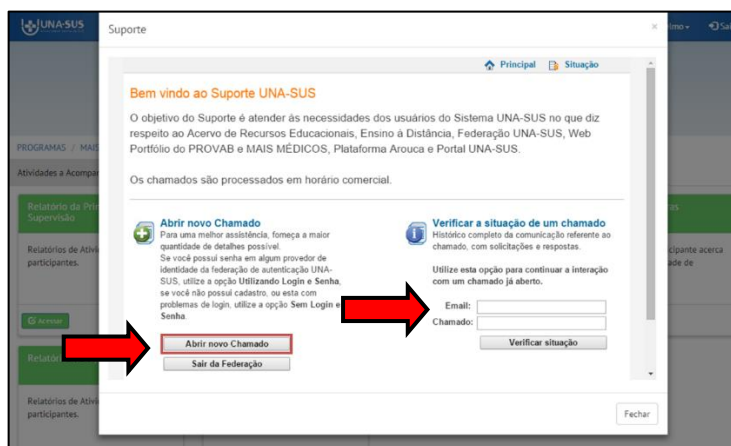 UNA-SUS
Suporte
×
Sai
PROGRAMAS / MAIS
Atividades a Acompa
Relatório da Pri
Supervisão
Relatórios de Ativi
participantes.
Acessar
Relató
Relatórios de Ativi
participantes.
Principal Situação
Bem vindo ao Suporte UNA-SUS
O objetivo do Suporte é atender às necessidades dos usuários do Sistema UNA-SUS no que diz
respeito ao Acervo de Recursos Educacionais, Ensino à Distância, Federação UNA-SUS, Web
Portfólio do PROVAB e MAIS MÉDICOS, Plataforma Arouca e Portal UNA-SUS.
Os chamados são processados em horário comercial.
Abrir novo Chamado
Para uma melhor assistência, forneça a maior
quantidade de detalhes possível.
Se você possui senha em algum provedor de
identidade da federação de autenticação UNA-
SUS, utilize a opção Utilizando Login e Senha,
se você não possui cadastro, ou esta com
problemas de login, utilize a opção Sem Login e
Senha.
Abrir novo Chamado
Sair da Federação
Verificar a situação de um chamado
Histórico completo da comunicação referente ao
chamado, com solicitações e respostas.
Utilize esta opção para continuar a interação
com um chamado já aberto.
Email:
Chamado:
Verificar situação
cipante acerca
ade de
Fechar